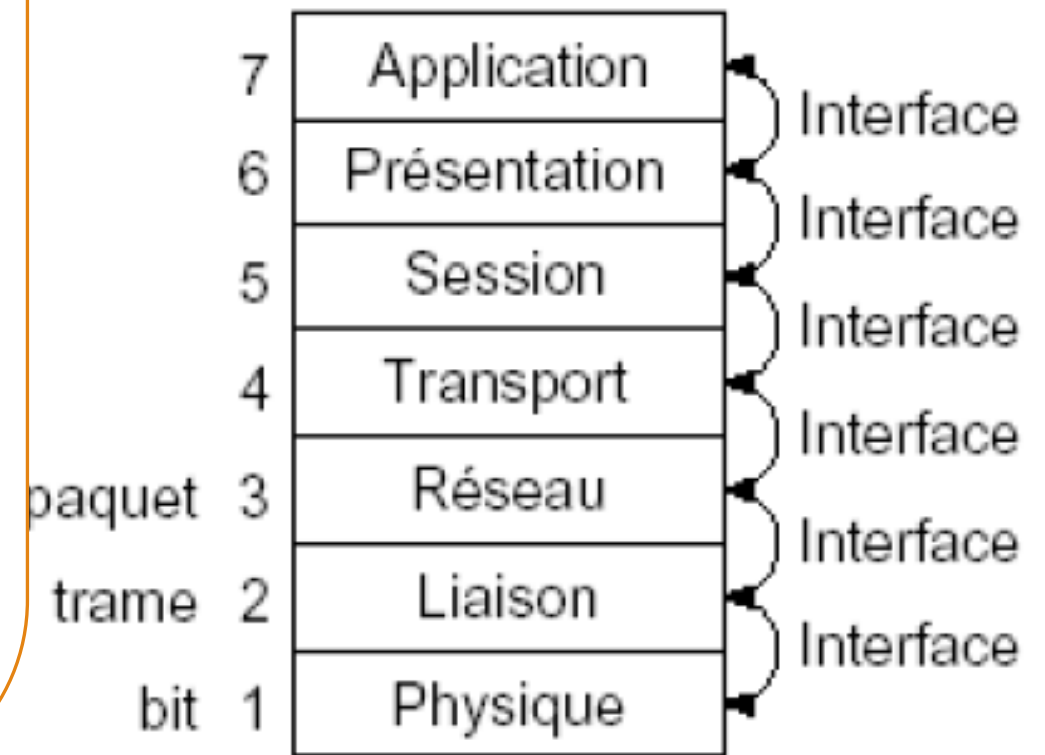 7 Application
Interface
6 Présentation
Interface
5 Session
Interface
4 Transport
Interface
paquet 3 Réseau
Interface
trame 2 Liaison
Interface
bit 1 Physique